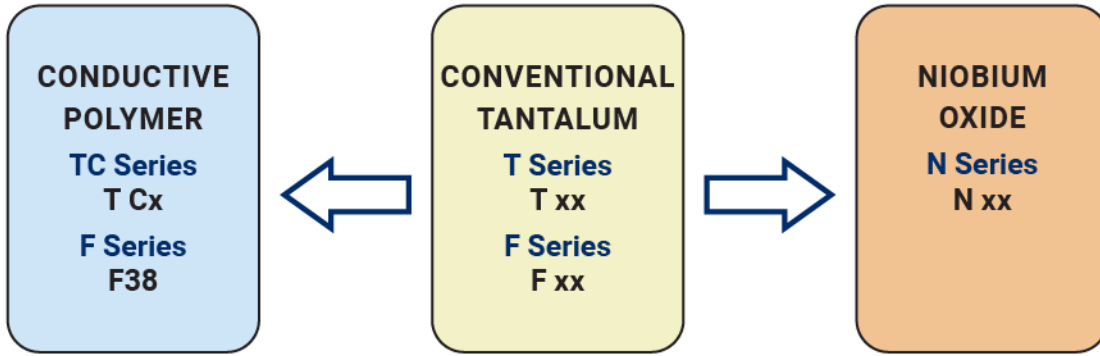 CONDUCTIVE
POLYMER
TC Series
T Cx
F Series
F38
CONVENTIONAL
TANTALUM
T Series
T xx
F Series
F xx
NIOBIUM
OXIDE
N Series
N xx